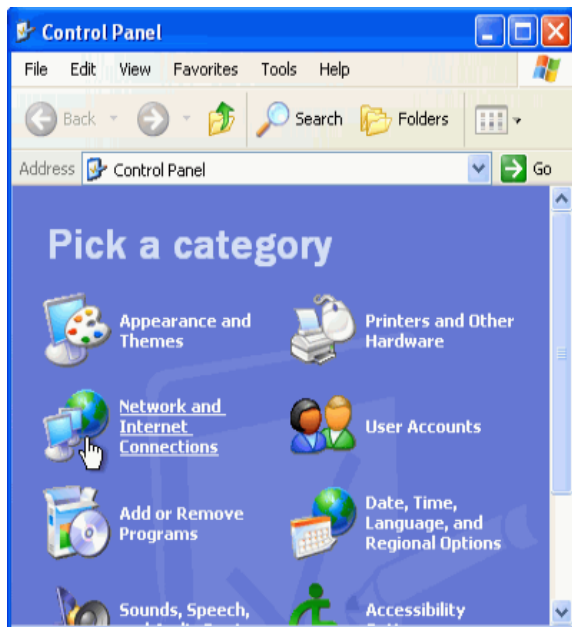 Control Panel
File Edit View Favorites Tools Help
Back Search Folders
Address Control Panel Go
Pick a category
Appearance and
Themes
Printers and Other
Hardware
Network and
Internet
Connections
User Accounts
Add or Remove
Programs
Date, Time,
Language, and
Regional Options
Sounds, Speech,
Accessibility